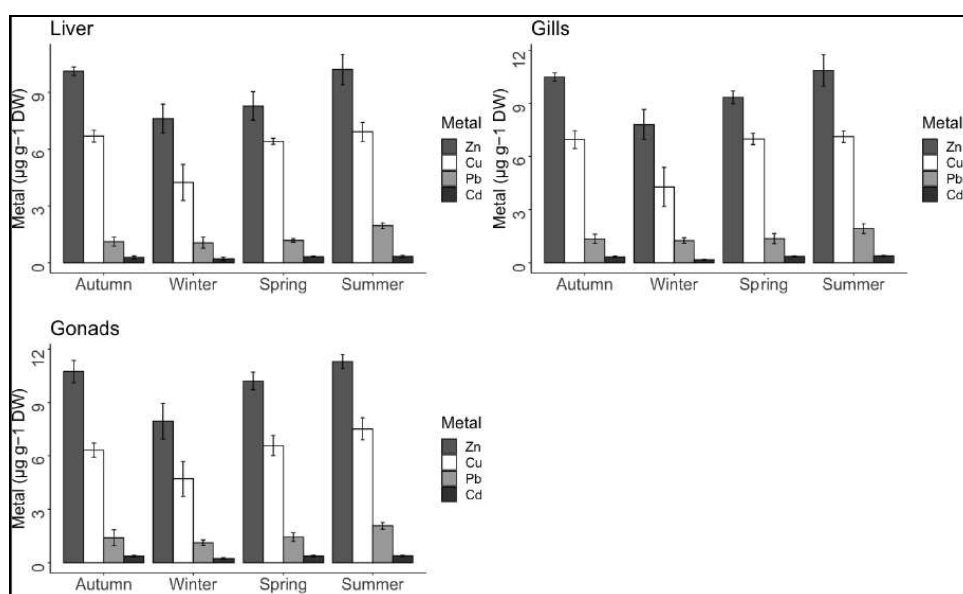 Liver
Metal (µg g−1 DW)
0
3
6
9
Autumn Winter Spring Summer
Metal
Zn
Cu
Pb
Cd
Gills
Metal (µg g−1 DW)
0
3
6
9
12
Autumn Winter Spring Summer
Metal
Zn
Cu
Pb
Cd
Gonads
Metal (µg g−1 DW)
0
3
6
9
12
Autumn Winter Spring Summer
Metal
Zn
Cu
Pb
Cd